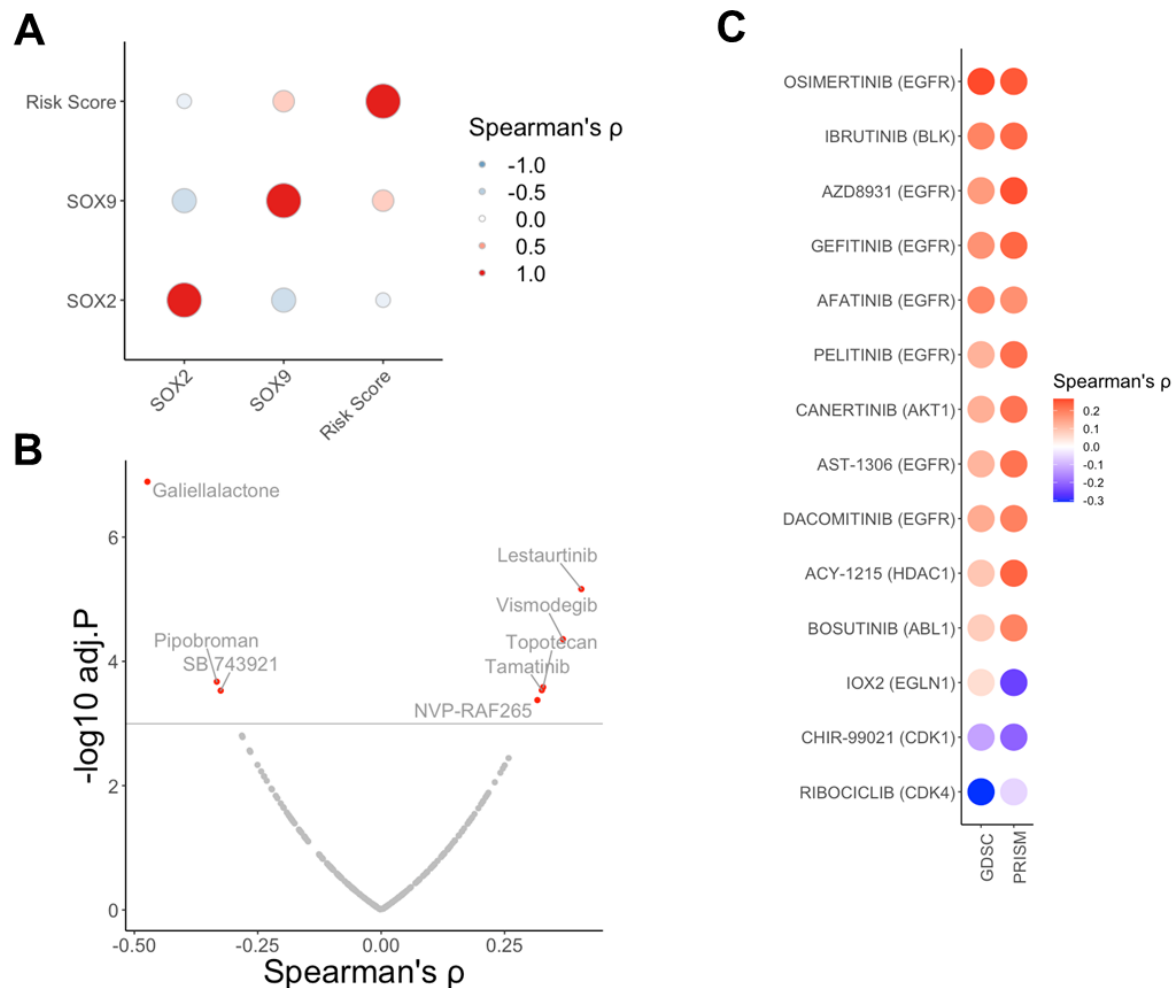 A
Risk Score
SOX9
SOX2
SOX2
SOX9
Risk Score
Spearman's ρ
-1.0
-0.5
0.0
0.5
1.0
B
-log10 adj.P
6
4
2
0
Galiellalactone
Lestaurtinib
Vismodegib
Pipobroman
Topotecan
SB 743921
Tamatinib
NVP-RAF265
-0.50
-0.25
0.00
0.25
Spearman's ρ
C
OSIMERTINIB (EGFR)
IBRUTINIB (BLK)
AZD8931 (EGFR)
GEFITINIB (EGFR)
AFATINIB (EGFR)
PELITINIB (EGFR)
CANERTINIB (AKT1)
AST-1306 (EGFR)
DACOMITINIB (EGFR)
ACY-1215 (HDAC1)
BOSUTINIB (ABL1)
IOX2 (EGLN1)
CHIR-99021 (CDK1)
RIBOCICLIB (CDK4)
GDSC
PRISM
Spearman's ρ
0.2
0.1
0.0
-0.1
-0.2
-0.3